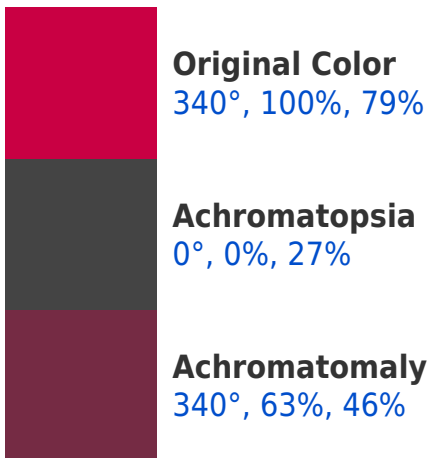 Original Color
340°, 100%, 79%
Achromatopsia
0°, 0%, 27%
Achromatomaly
340°, 63%, 46%